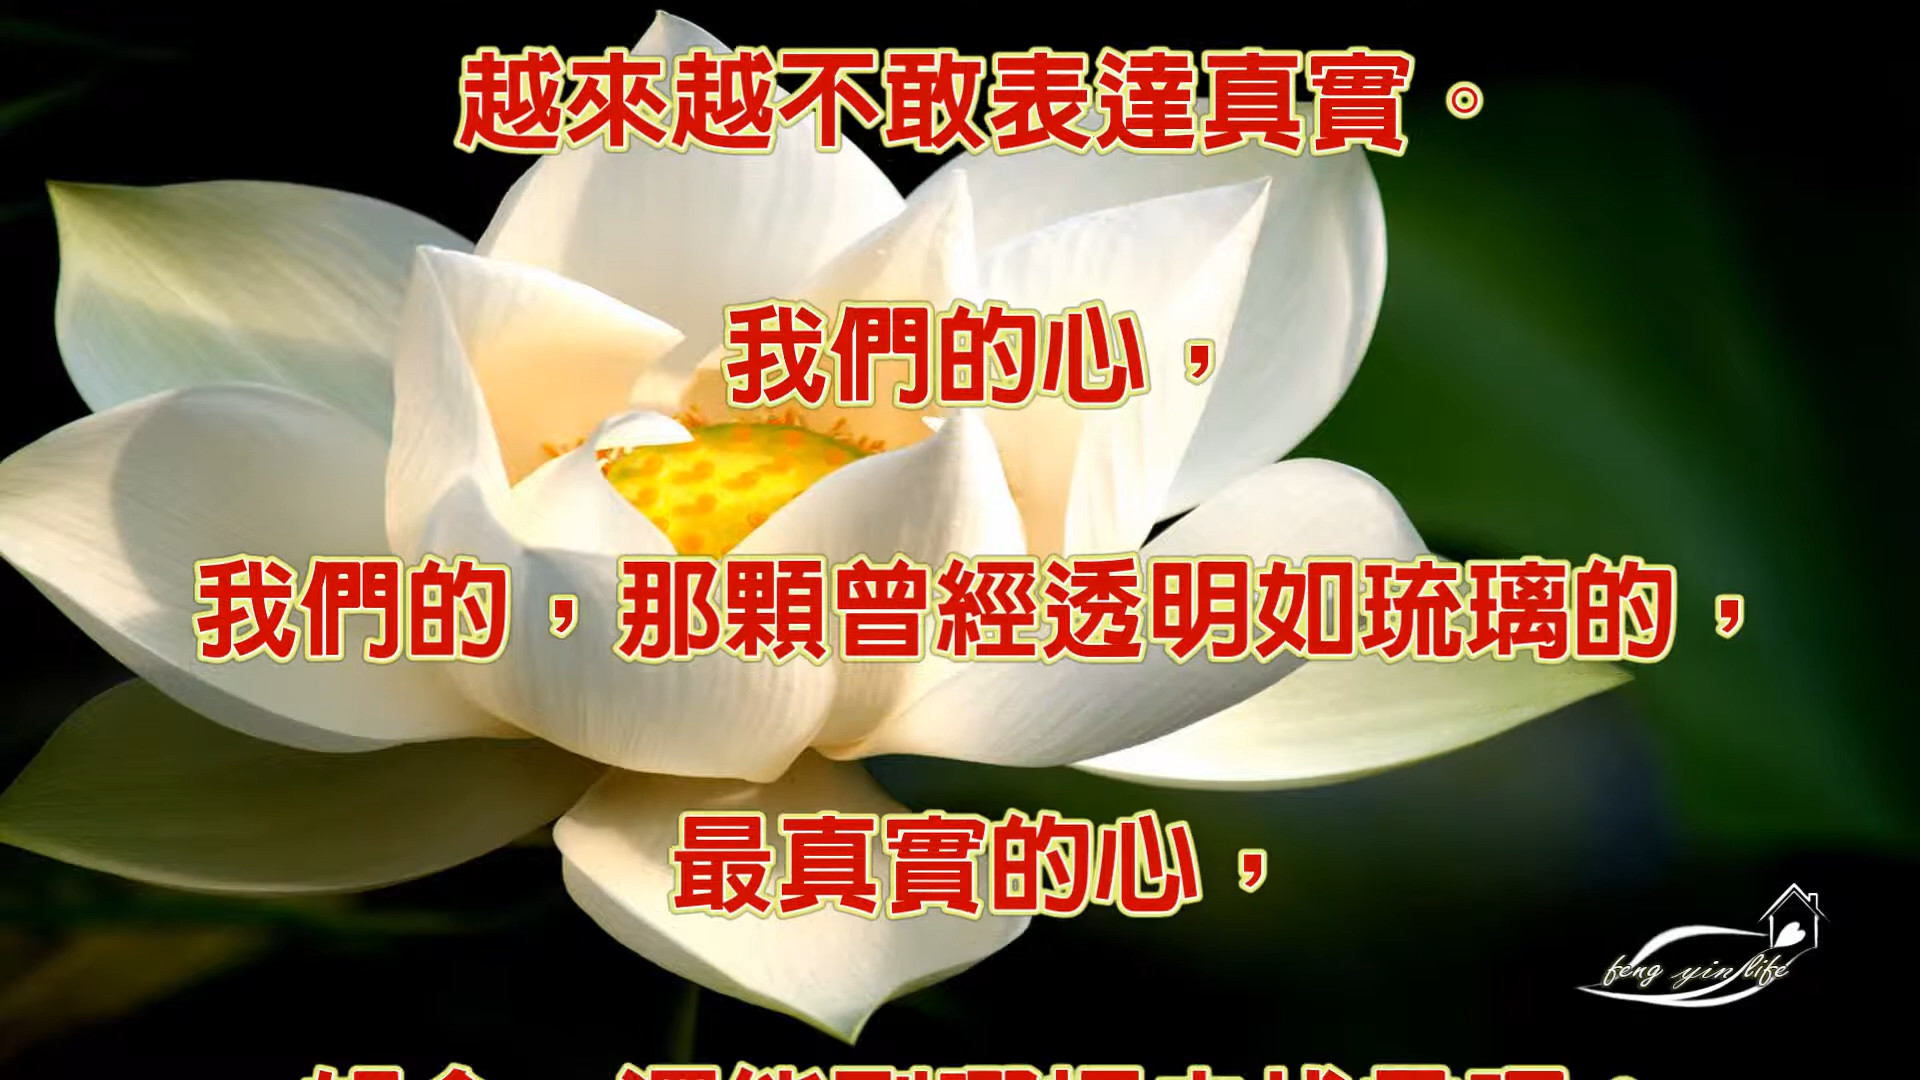 越來越不敢表達真實。
我們的心，
我們的，那顆曾經透明如琉璃的，
最真實的心，
feng yin life